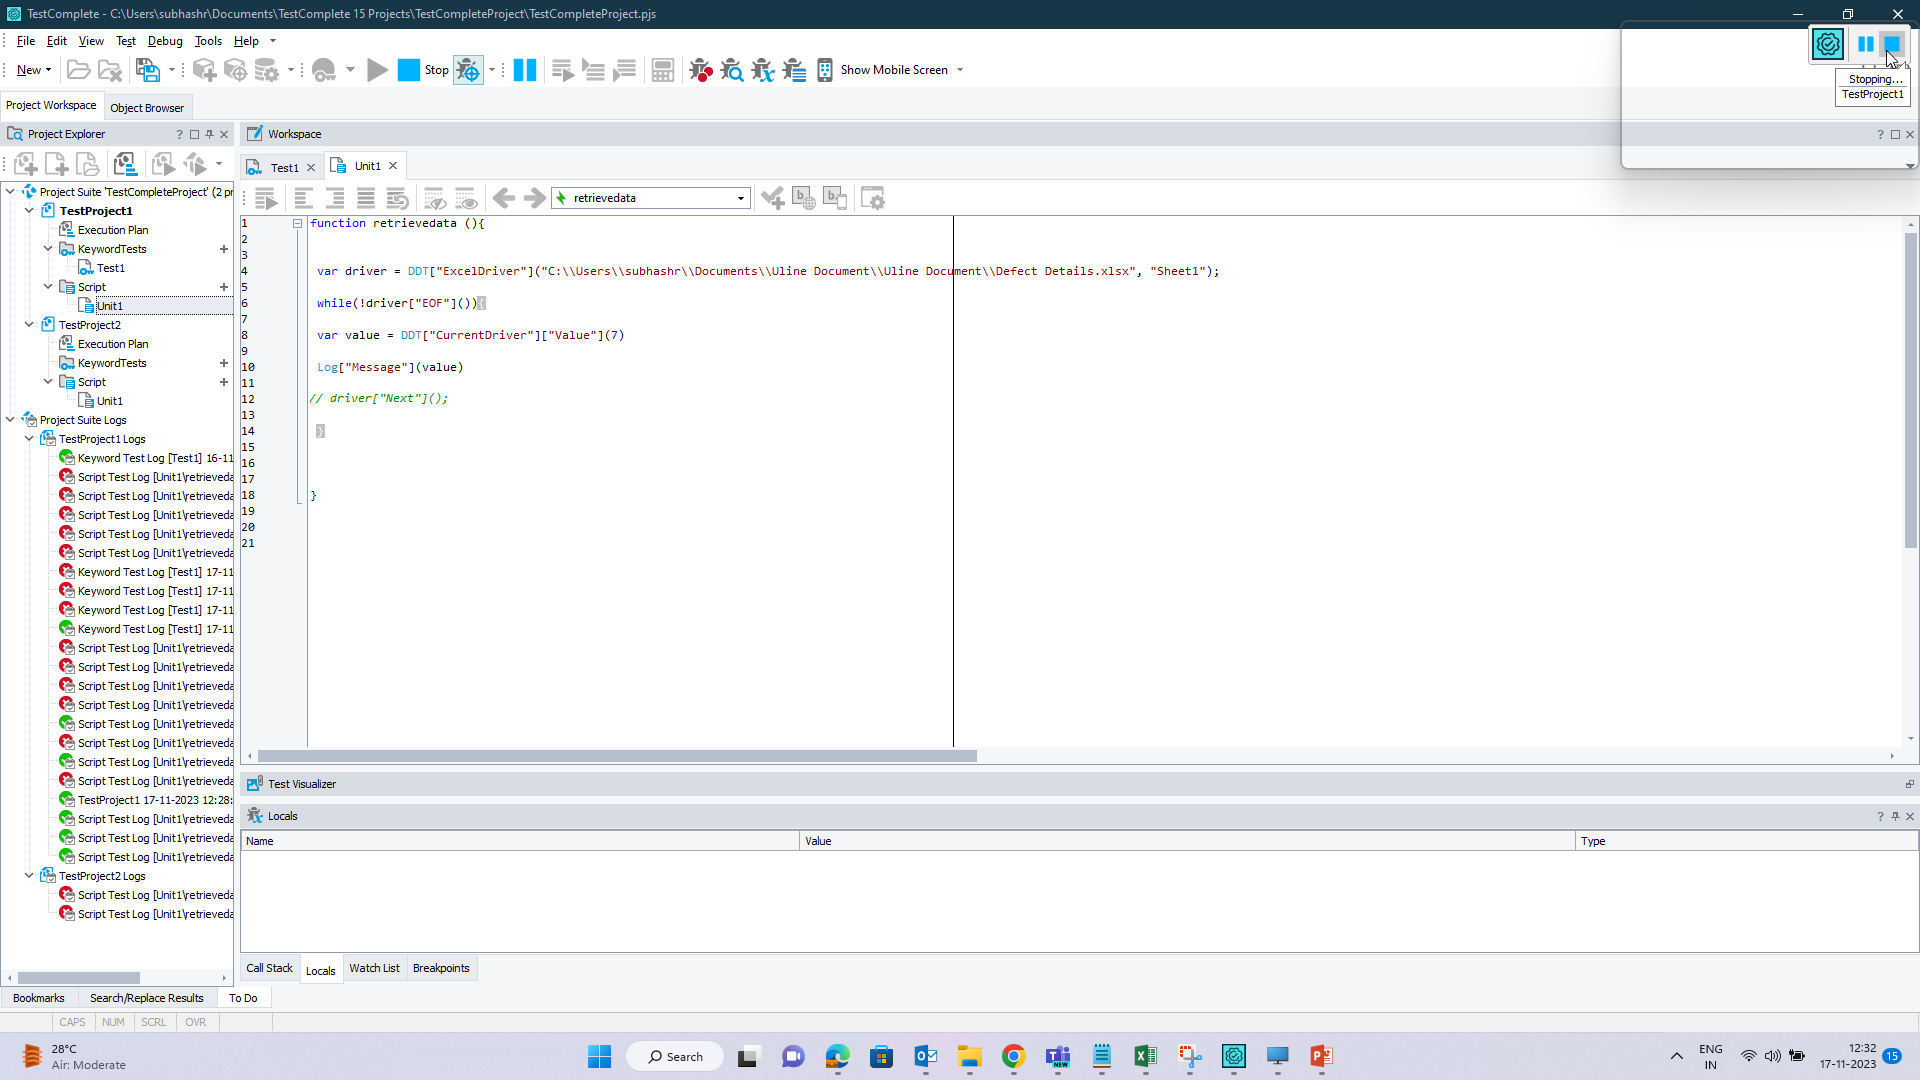 TestComplete - C:\Users\subhashr\Documents\TestComplete 15 Projects\TestCompleteProject\TestCompleteProject.pjs
File Edit View Test Debug Tools Help
New Stop Show Mobile Screen
Stopping...
TestProject1
Project Workspace Object Browser
Project Explorer
Workspace
Test1 Unit1
retrievedata
Project Suite 'TestCompleteProject' (2 pr
TestProject1
Execution Plan
KeywordTests
Test1
Script
Unit1
TestProject2
Execution Plan
KeywordTests
Script
Unit1
Project Suite Logs
TestProject1 Logs
Keyword Test Log [Test1] 16-11
Script Test Log [Unit1\retrieveda
Script Test Log [Unit1\retrieveda
Script Test Log [Unit1\retrieveda
Script Test Log [Unit1\retrieveda
Script Test Log [Unit1\retrieveda
Keyword Test Log [Test1] 17-11
Keyword Test Log [Test1] 17-11
Keyword Test Log [Test1] 17-11
Keyword Test Log [Test1] 17-11
Script Test Log [Unit1\retrieveda
Script Test Log [Unit1\retrieveda
Script Test Log [Unit1\retrieveda
Script Test Log [Unit1\retrieveda
Script Test Log [Unit1\retrieveda
Script Test Log [Unit1\retrieveda
Script Test Log [Unit1\retrieveda
Script Test Log [Unit1\retrieveda
TestProject1 17-11-2023 12:28:
Script Test Log [Unit1\retrieveda
Script Test Log [Unit1\retrieveda
Script Test Log [Unit1\retrieveda
TestProject2 Logs
Script Test Log [Unit1\retrieveda
Script Test Log [Unit1\retrieveda
1 function retrievedata (){
2
3
4 var driver = DDT["ExcelDriver"]("C:\\Users\\subhashr\\Documents\\Uline Document\\Uline Document\\Defect Details.xlsx", "Sheet1");
5
6 while(!driver["EOF"]()){
7
8 var value = DDT["CurrentDriver"]["Value"](7)
9
10 Log["Message"](value)
11
12 // driver["Next"]();
13
14 }
15
16
17
18 }
19
20
21
Test Visualizer
Locals
Name Value Type
Call Stack Locals Watch List Breakpoints
Bookmarks Search/Replace Results To Do
CAPS NUM SCRL OVR
28°C
Air: Moderate
Search
NEW
ENG
IN
12:32
17-11-2023
15